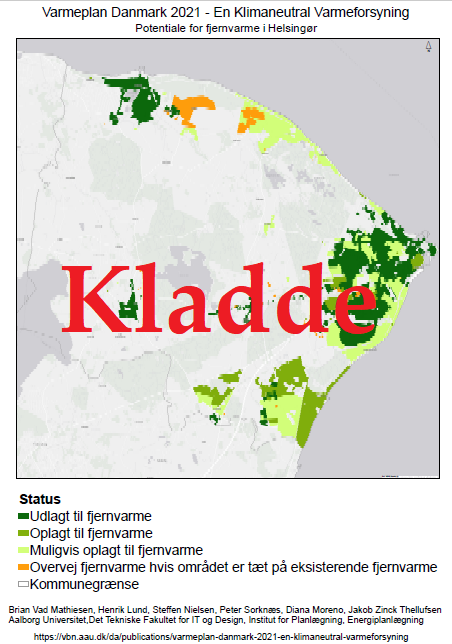 Varmeplan Danmark 2021 - En Klimaneutral Varmeforsyning
Potentiale for fjernvarme i Helsingør
Kladde
Status
Udlagt til fjernvarme
Oplagt til fjernvarme
Muligvis oplagt til fjernvarme
Overvej fjernvarme hvis området er tæt på eksisterende fjernvarme
Kommunegrænse
Brian Vad Mathiesen, Henrik Lund, Steffen Nielsen, Peter Sorknæs, Diana Moreno, Jakob Zinck Thellufsen
Aalborg Universitet,Det Tekniske Fakultet for IT og Design, Institut for Planlægning, Energiplanlægning
https://vbn.aau.dk/da/publications/varmeplan-danmark-2021-en-klimaneutral-varmeforsyning